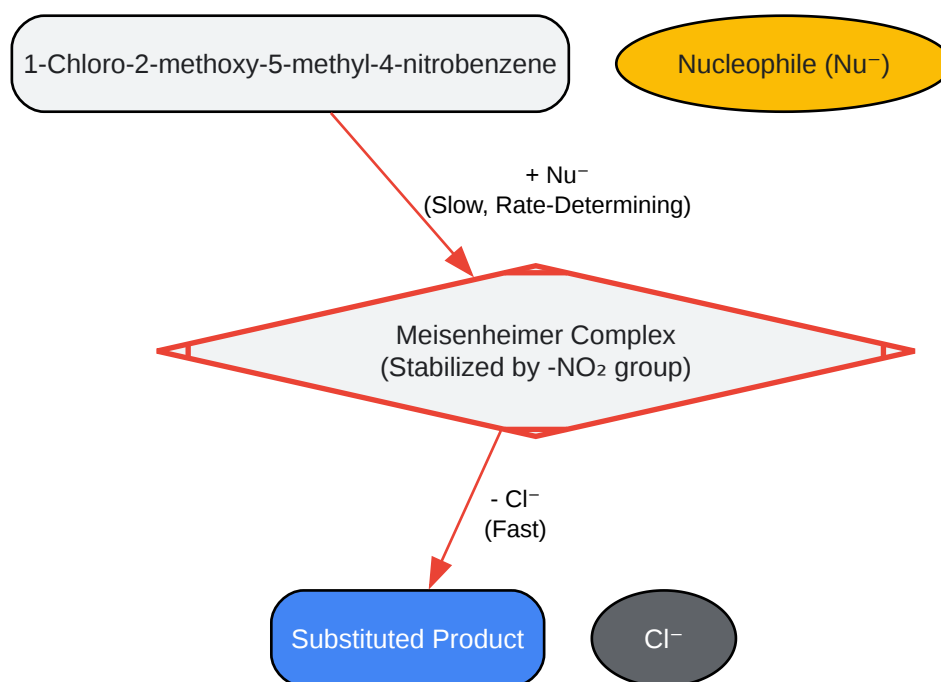 1-Chloro-2-methoxy-5-methyl-4-nitrobenzene
Nucleophile (Nu⁻)
+ Nu⁻
(Slow, Rate-Determining)
Meisenheimer Complex
(Stabilized by -NO₂ group)
- Cl⁻
(Fast)
Substituted Product
Cl⁻